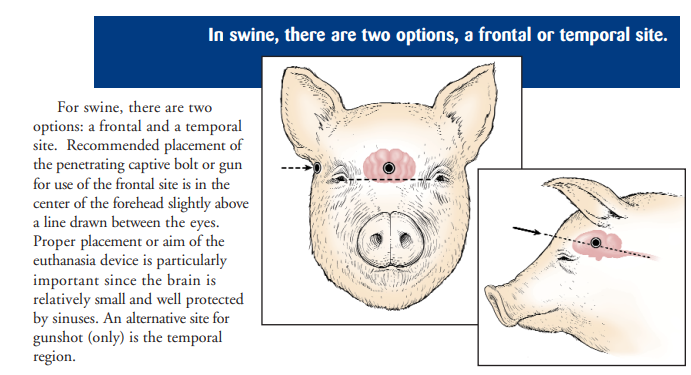 In swine, there are two options, a frontal or temporal site.
For swine, there are two
options: a frontal and a temporal
site. Recommended placement of
the penetrating captive bolt or gun
for use of the frontal site is in the
center of the forehead slightly above
a line drawn between the eyes.
Proper placement or aim of the
euthanasia device is particularly
important since the brain is
relatively small and well protected
by sinuses. An alternative site for
gunshot (only) is the temporal
region.